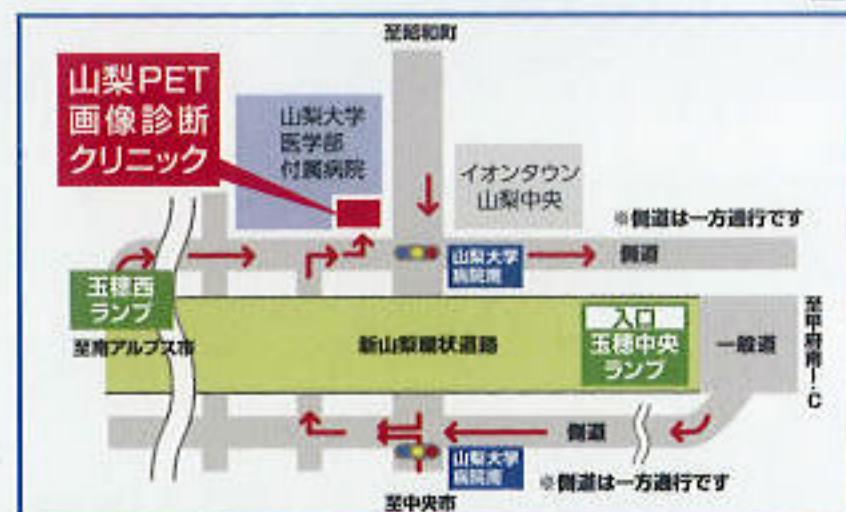 至昭和町
山梨PET
画像診断
クリニック
山梨大学
医学部
付属病院
イオンタウン
山梨中央
※側道は一方通行です
山梨大学
病院南
側道
玉穂西
ランプ
至南アルプス市
新山梨環状道路
入口
玉穂中央
ランプ
一般道
至甲府南I・C
側道
山梨大学
病院南
※側道は一方通行です
至中央市